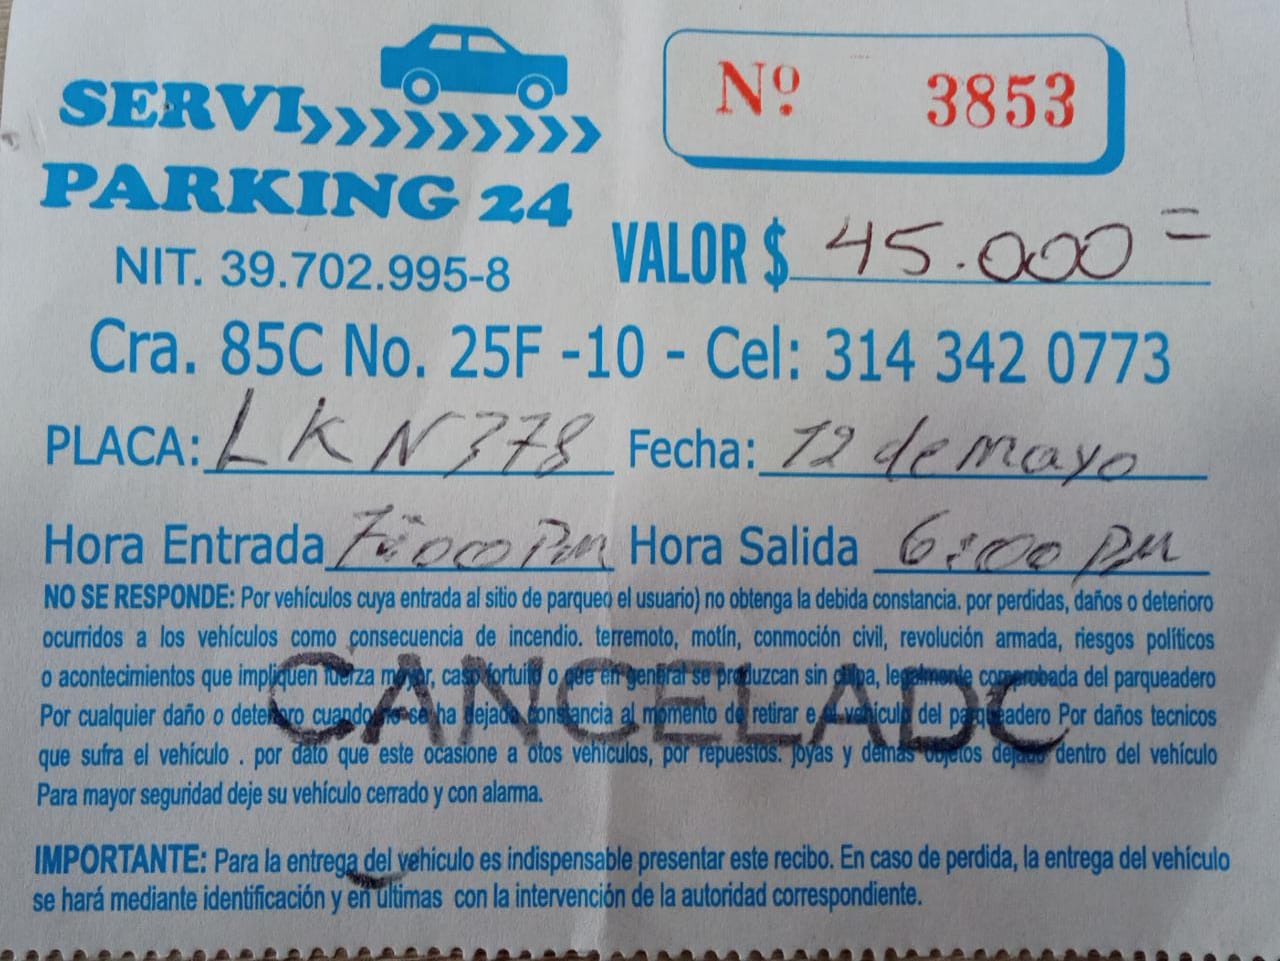 SERVI
PARKING 24
Nº 3853
NIT. 39.702.995-8
VALOR $ 45.000=
Cra. 85C No. 25F -10 - Cel: 314 342 0773
PLACA: LKN378 Fecha: 12 de mayo
Hora Entrada 7:00 PM Hora Salida 6:00 PM
NO SE RESPONDE: Por vehículos cuya entrada al sitio de parqueo el usuario) no obtenga la debida constancia. por perdidas, daños o deterioro
ocurridos a los vehículos como consecuencia de incendio. terremoto, motín, conmoción civil, revolución armada, riesgos políticos
o acontecimientos que impliquen fuerza mayor, caso fortuito o que en general se produzcan sin culpa, legalmente comprobada del parqueadero
Por cualquier daño o deterioro cuando no se ha dejado constancia al momento de retirar el vehículo del parqueadero Por daños tecnicos
que sufra el vehículo . por dato que este ocasione a otos vehículos, por repuestos. joyas y demás objetos dejado dentro del vehículo
Para mayor seguridad deje su vehículo cerrado y con alarma.
CANCELADO
IMPORTANTE: Para la entrega del vehiculo es indispensable presentar este recibo. En caso de perdida, la entrega del vehículo
se hará mediante identificación y en últimas con la intervención de la autoridad correspondiente.